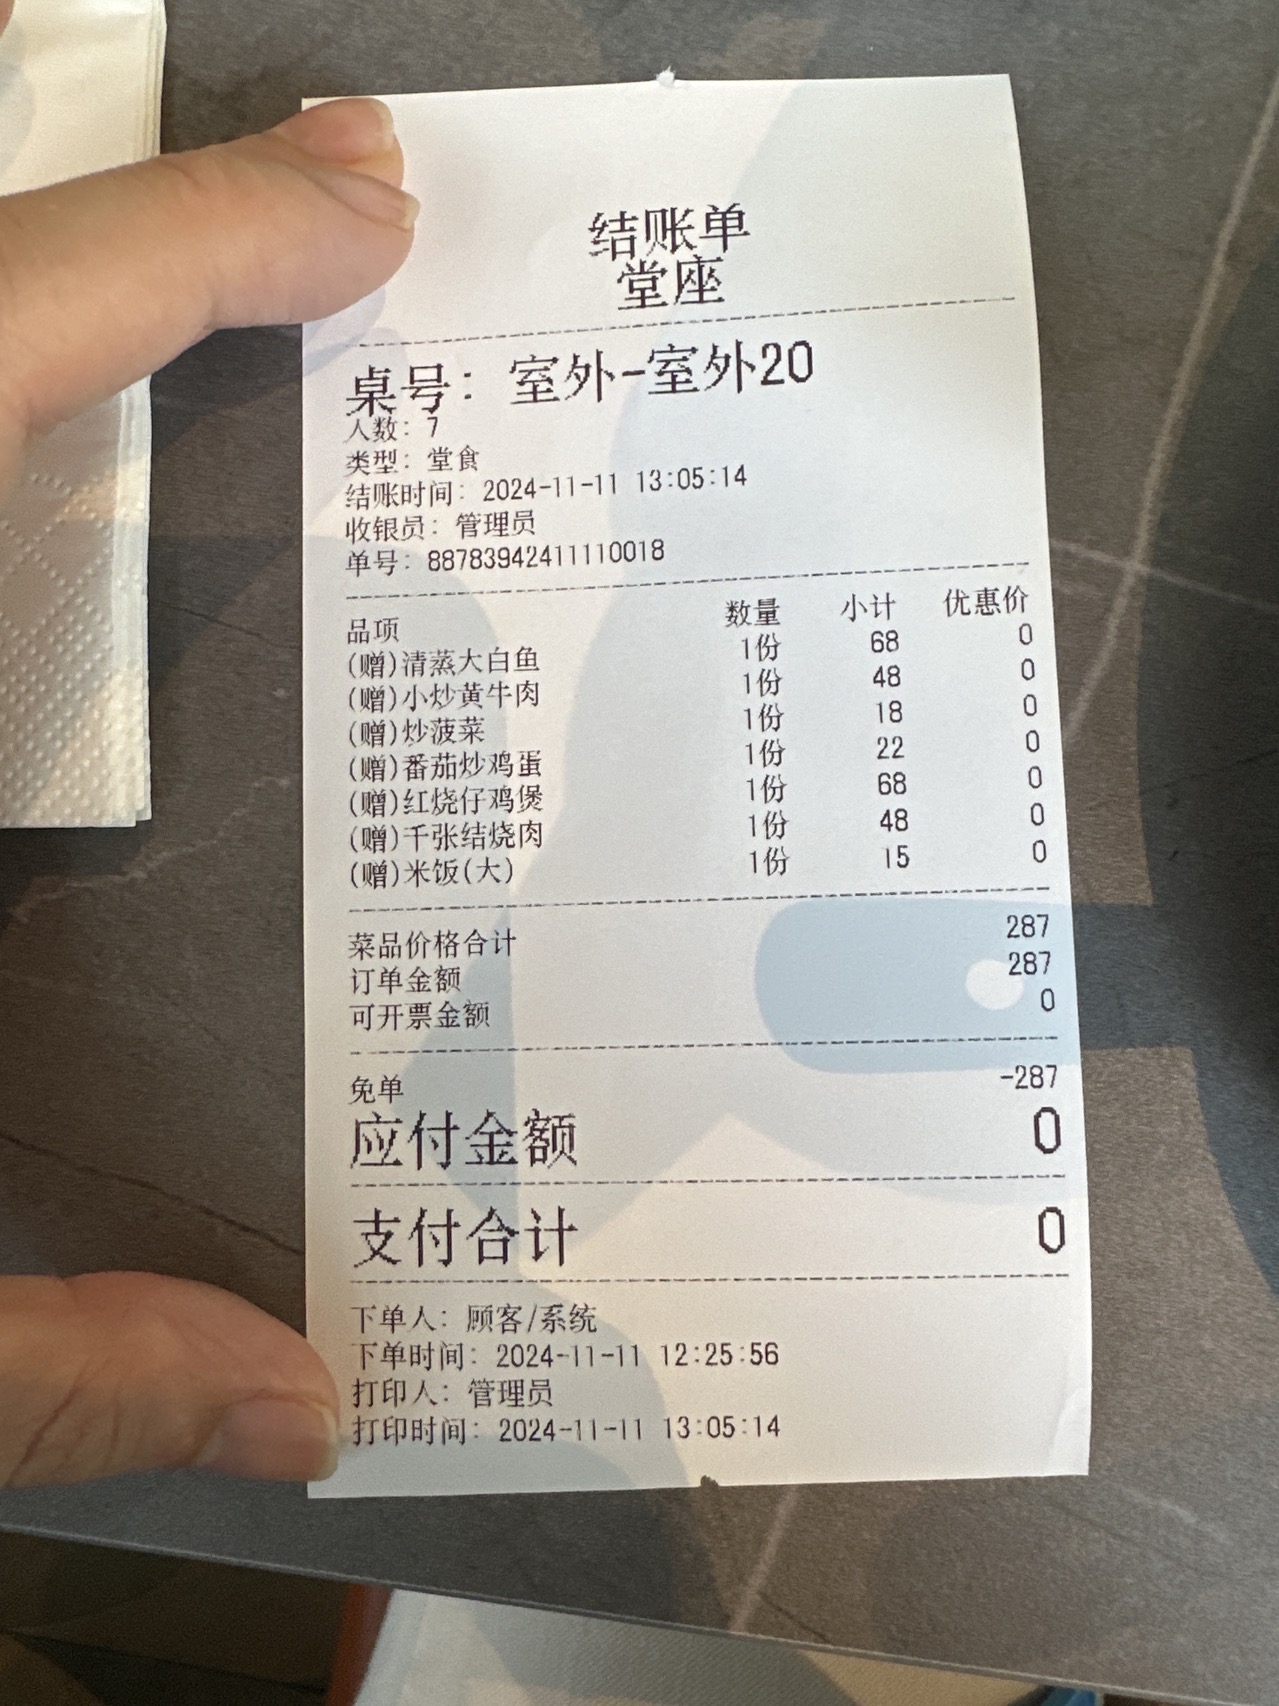 结账单
堂座
桌号：室外-室外20
人数：7
类型：堂食
结账时间：2024-11-11 13:05:14
收银员：管理员
单号：88783942411110018
品项 数量 小计 优惠价
(赠)清蒸大白鱼 1份 68 0
(赠)小炒黄牛肉 1份 48 0
(赠)炒菠菜 1份 18 0
(赠)番茄炒鸡蛋 1份 22 0
(赠)红烧仔鸡煲 1份 68 0
(赠)千张结烧肉 1份 48 0
(赠)米饭(大) 1份 15 0
菜品价格合计 287
订单金额 287
可开票金额 0
免单 -287
应付金额 0
支付合计 0
下单人：顾客/系统
下单时间：2024-11-11 12:25:56
打印人：管理员
打印时间：2024-11-11 13:05:14